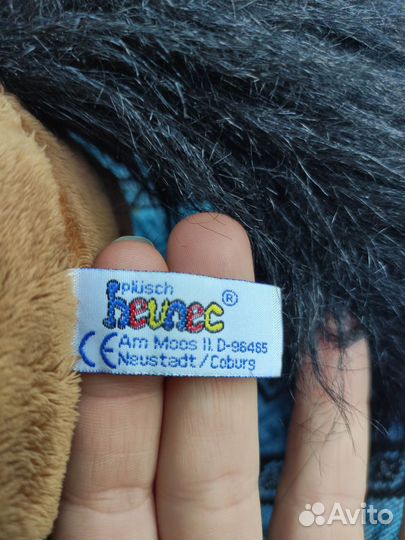 plüsch
heunec®
CE Am Moos 11. D-96465
Neustadt/Coburg
Avito